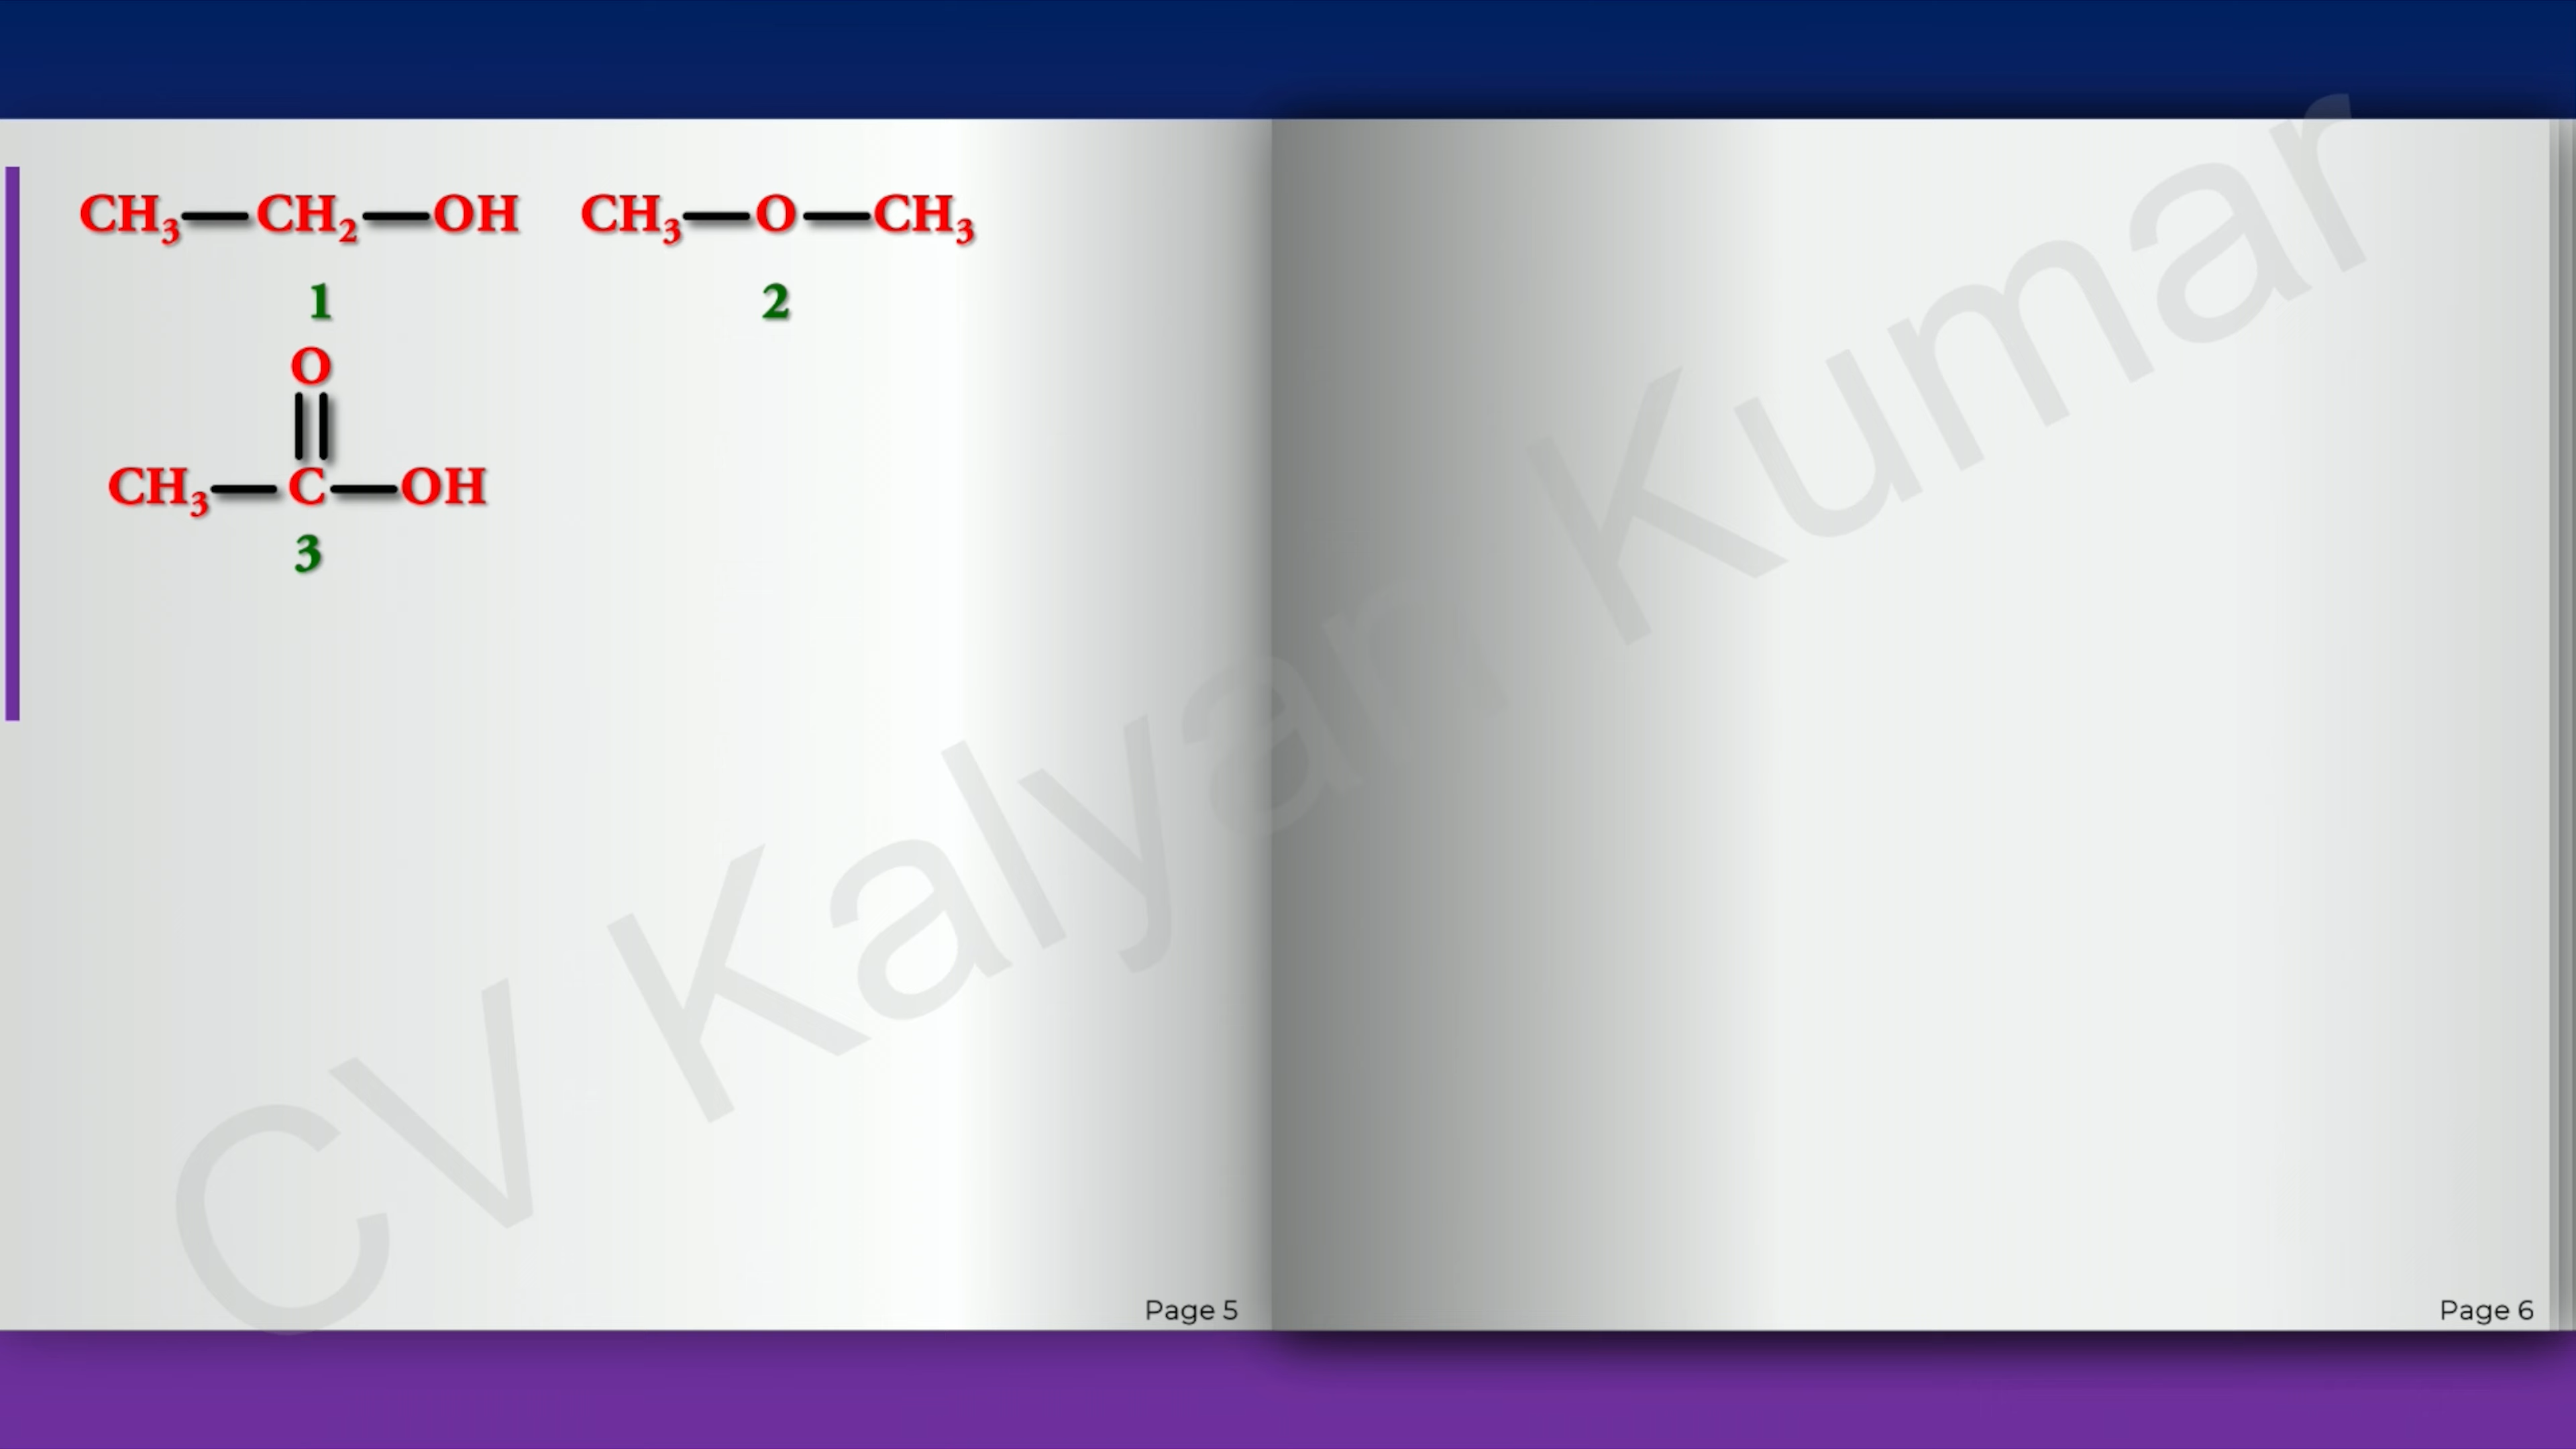 CH₃—CH₂—OH CH₃—O—CH₃
1 2
O
||
CH₃—C—OH
3
CV Kalyan Kumar
Page 5 Page 6